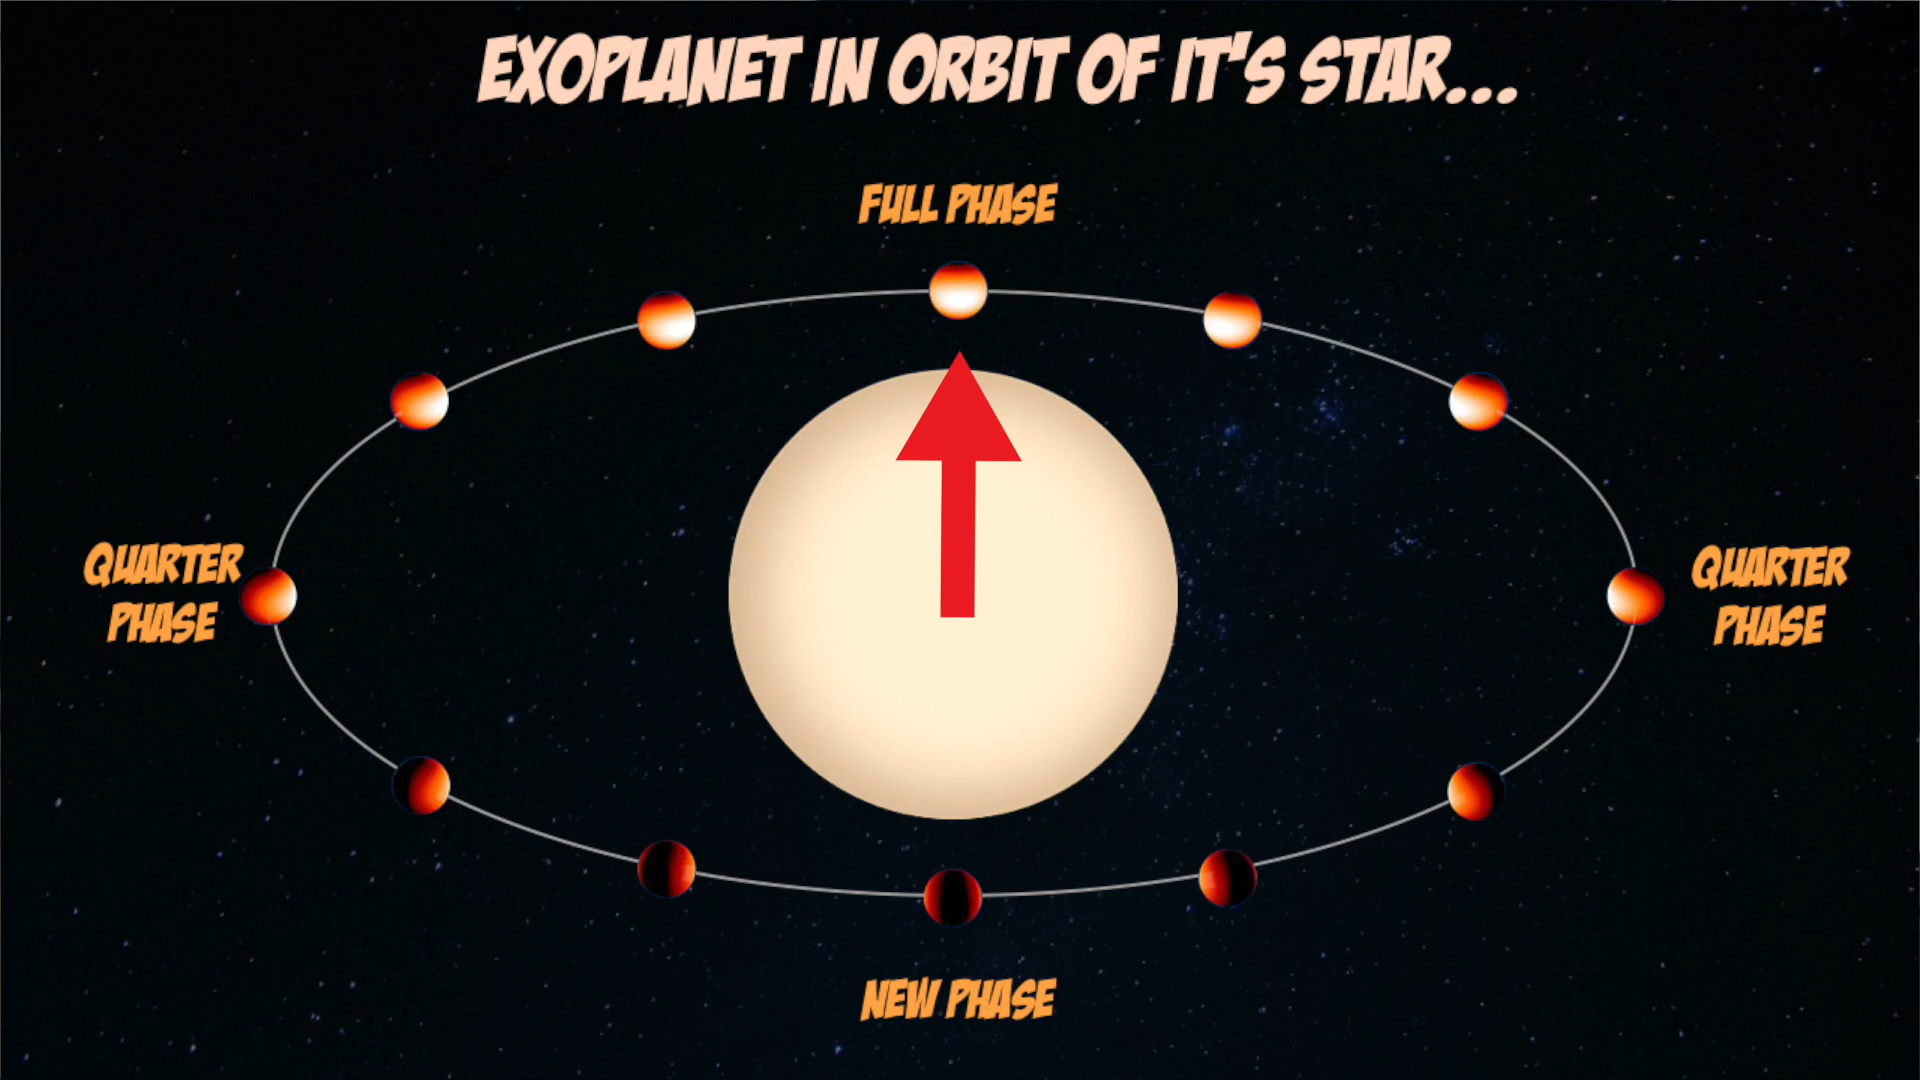 EXOPLANET IN ORBIT OF IT'S STAR...
FULL PHASE
QUARTER
PHASE
QUARTER
PHASE
NEW PHASE